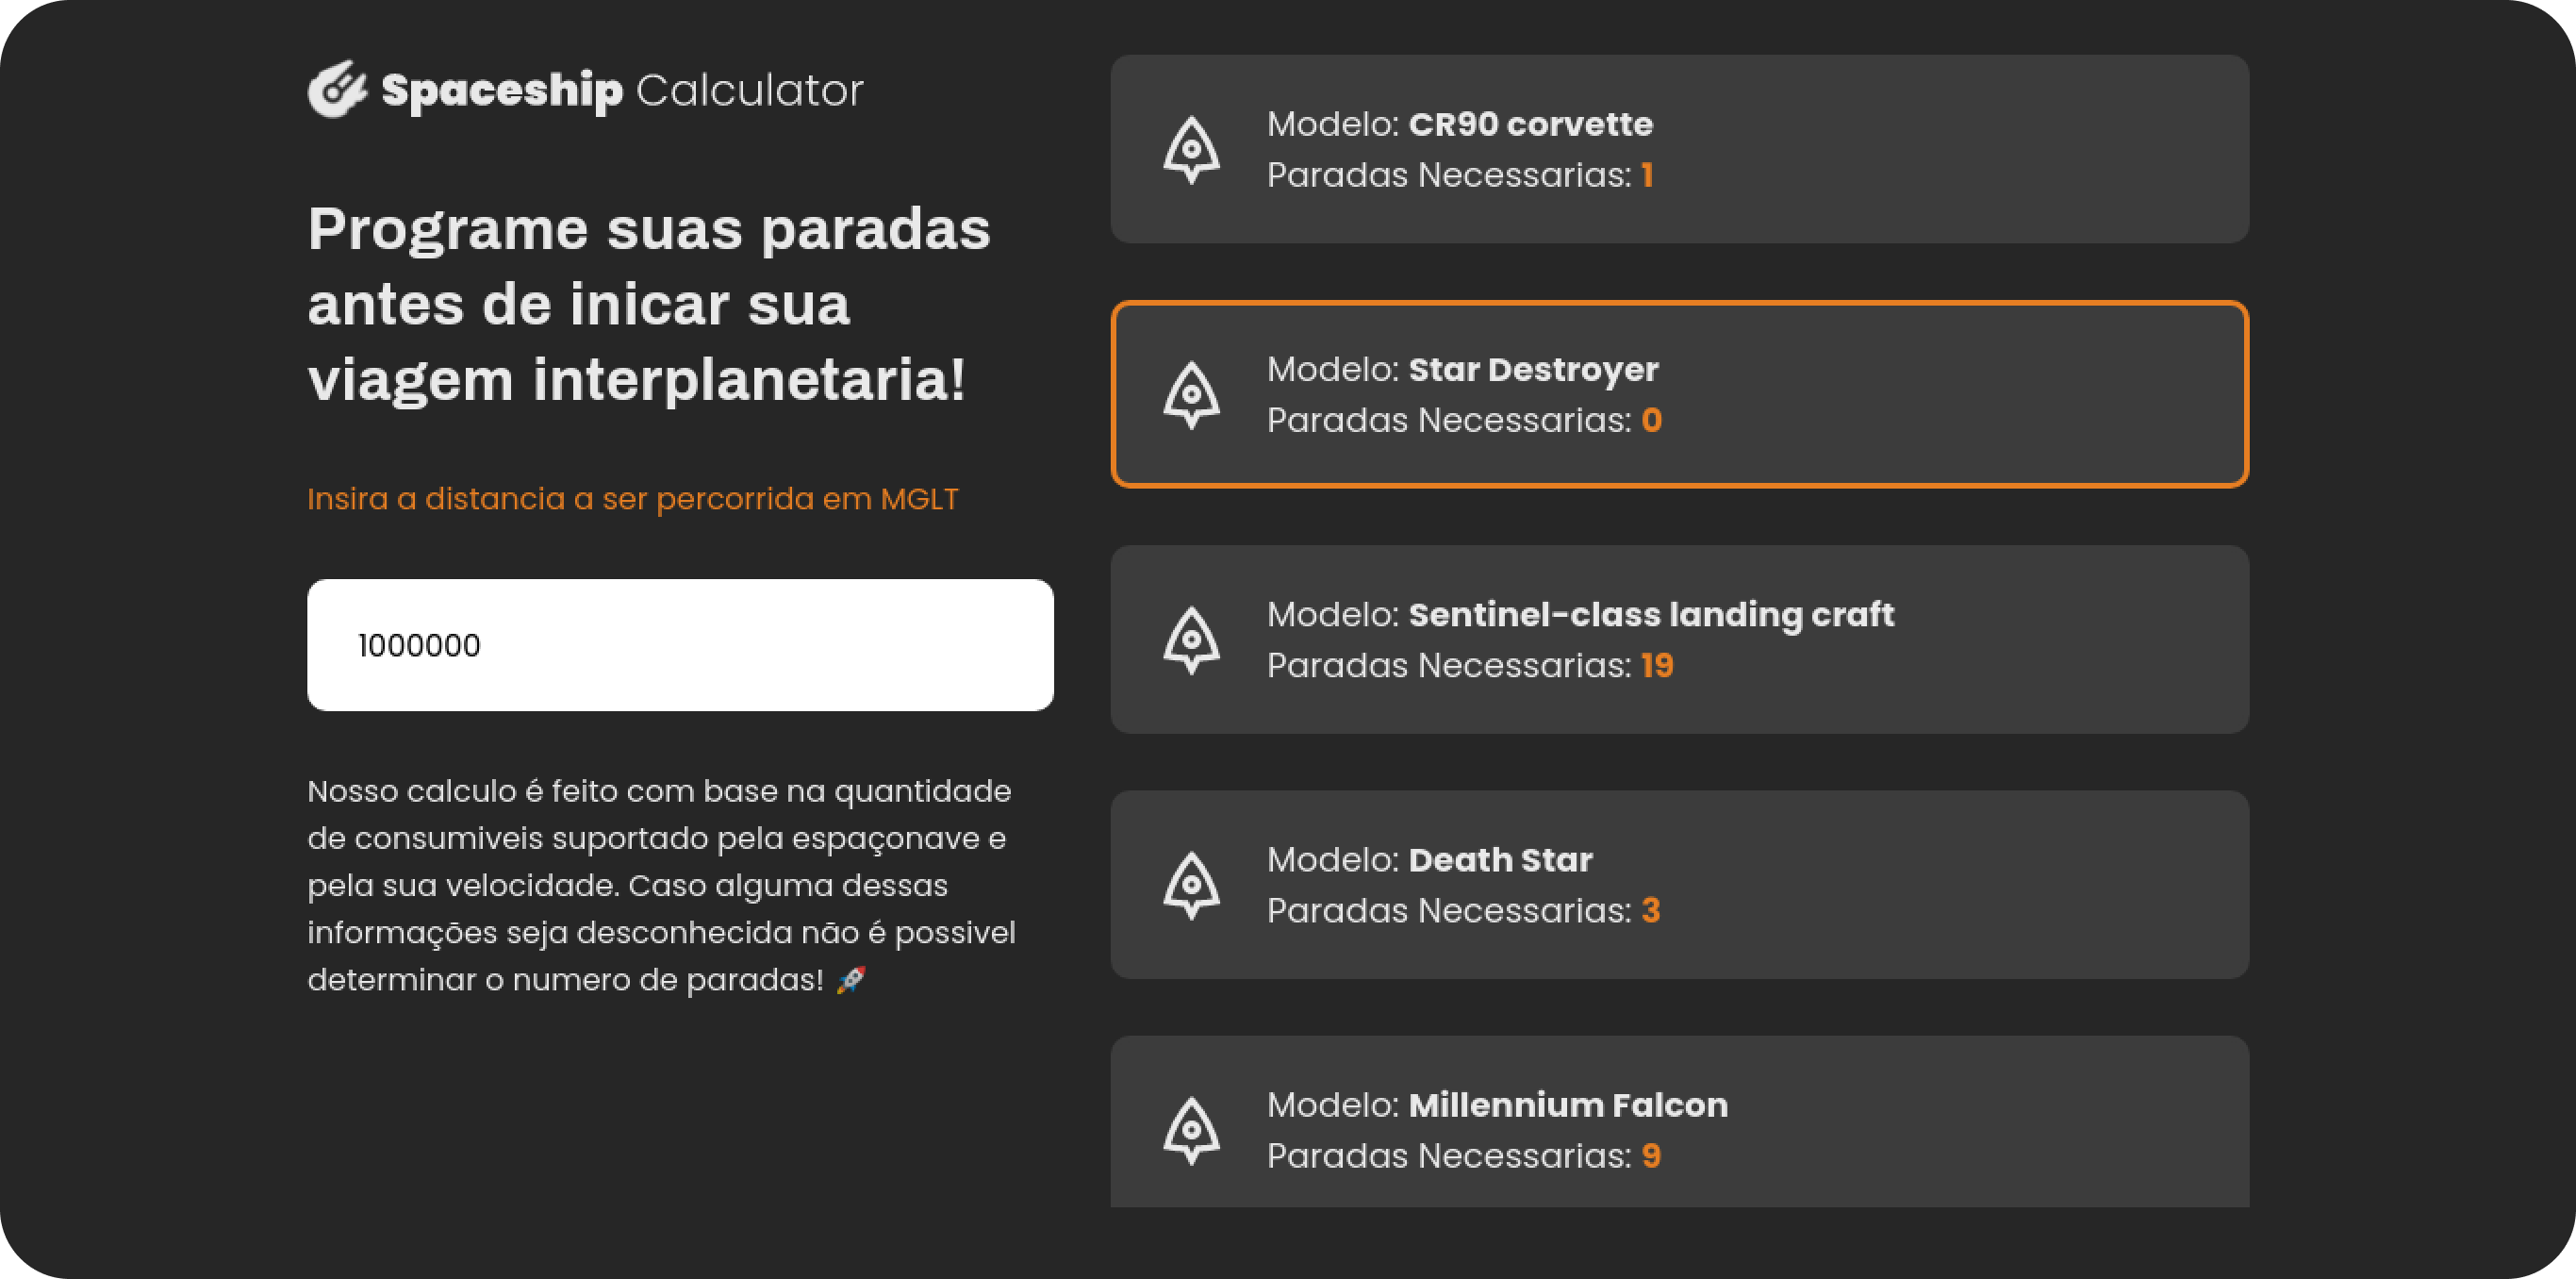 Spaceship Calculator
Programe suas paradas
antes de inicar sua
viagem interplanetaria!
Insira a distancia a ser percorrida em MGLT
1000000
Nosso calculo é feito com base na quantidade
de consumiveis suportado pela espaçonave e
pela sua velocidade. Caso alguma dessas
informações seja desconhecida não é possivel
determinar o numero de paradas! 🚀
Modelo: CR90 corvette
Paradas Necessarias: 1
Modelo: Star Destroyer
Paradas Necessarias: 0
Modelo: Sentinel-class landing craft
Paradas Necessarias: 19
Modelo: Death Star
Paradas Necessarias: 3
Modelo: Millennium Falcon
Paradas Necessarias: 9